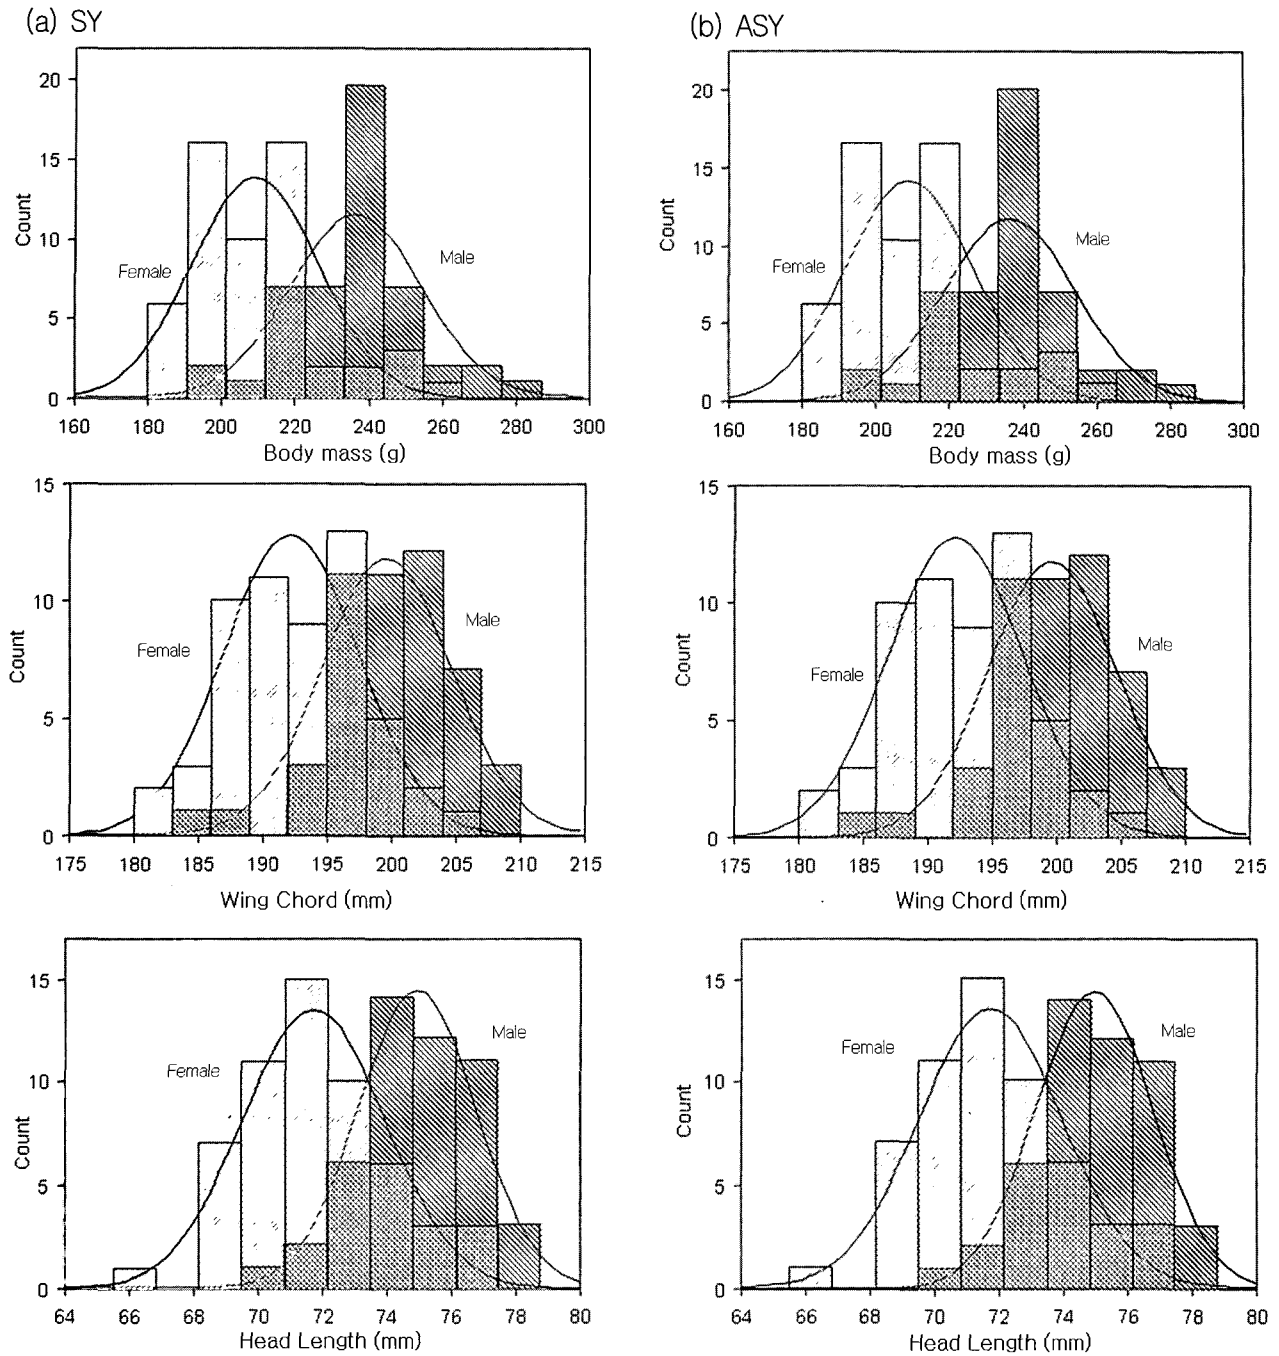 (a) SY
20
15
10
5
0
Count
Female
Male
160 180 200 220 240 260 280 300
Body mass (g)
(b) ASY
20
15
10
5
0
Count
Female
Male
160 180 200 220 240 260 280 300
Body mass (g)
15
10
5
0
Count
Female
Male
175 180 185 190 195 200 205 210 215
Wing Chord (mm)
15
10
5
0
Count
Female
Male
175 180 185 190 195 200 205 210 215
Wing Chord (mm)
15
10
5
0
Count
Female
Male
64 66 68 70 72 74 76 78 80
Head Length (mm)
15
10
5
0
Count
Female
Male
64 66 68 70 72 74 76 78 80
Head Length (mm)